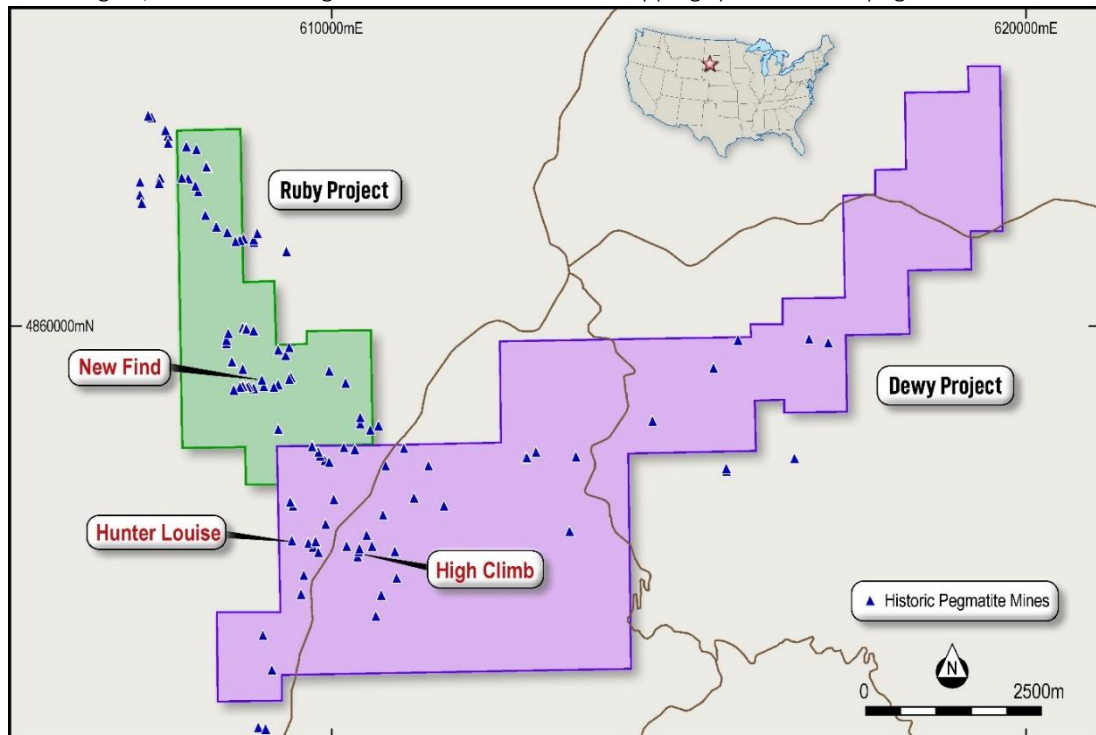 610000mE
620000mE
Ruby Project
4860000mN
New Find
Dewy Project
Hunter Louise
High Climb
Historic Pegmatite Mines
N
0 2500m